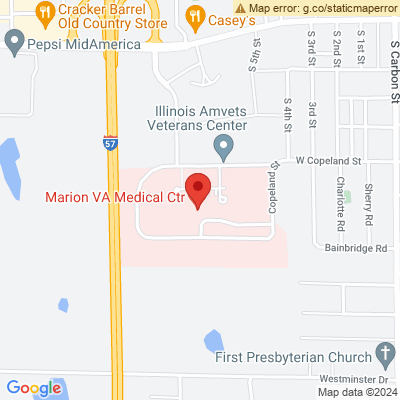 Map error: g.co/staticmaperror
Cracker Barrel
Old Country Store
Casey's
Pepsi MidAmerica
S 5th St
S 4th St
S 3rd St
S 2nd St
S 1st St
S Carbon St
3rd St
Illinois Amvets
Veterans Center
57
W Copeland St
Copeland St
Marion VA Medical Ctr
Charlotte Rd
Sherry Rd
Bainbridge Rd
First Presbyterian Church
Westminster Dr
Google
Map data ©2024